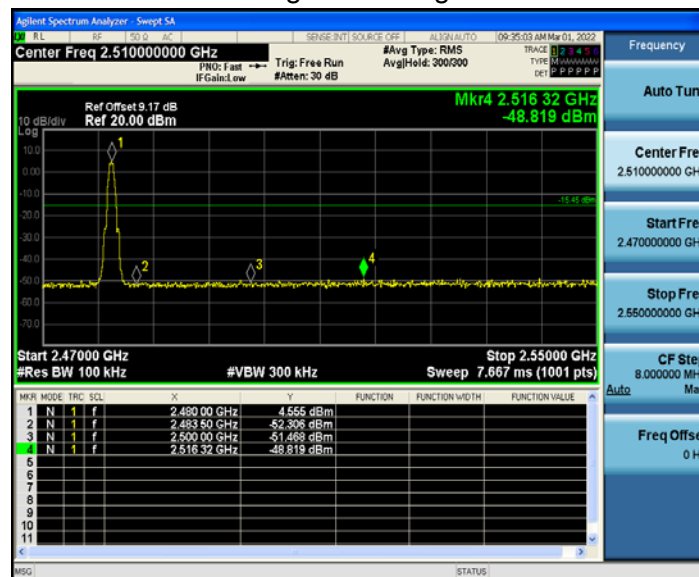 Agilent Spectrum Analyzer - Swept SA
RL RF 50 Ω AC SENSE:INT SOURCE OFF ALIGN AUTO 09:35:03 AM Mar 01, 2022
Center Freq 2.510000000 GHz
#Avg Type: RMS
TRACE 1 2 3 4 5 6
PNO: Fast Trig: Free Run Avg|Hold: 300/300
TYPE M
IFGain:Low #Atten: 30 dB
DET P P P P P P
Mkr4 2.516 32 GHz
-48.819 dBm
Ref Offset 9.17 dB
10 dB/div Ref 20.00 dBm
Log
10.0
0.00
-10.0
-20.0
-30.0
-40.0
-50.0
-60.0
-70.0
1
2
3
4
-15.45 dBm
Start 2.47000 GHz Stop 2.55000 GHz
#Res BW 100 kHz #VBW 300 kHz Sweep 7.667 ms (1001 pts)
MKR MODE TRC SCL X Y FUNCTION FUNCTION WIDTH FUNCTION VALUE
1 N 1 f 2.480 00 GHz 4.555 dBm
2 N 1 f 2.483 50 GHz -52.306 dBm
3 N 1 f 2.500 00 GHz -51.468 dBm
4 N 1 f 2.516 32 GHz -48.819 dBm
5
6
7
8
9
10
11
MSG STATUS
Frequency
Auto Tun
Center Fre
2.510000000 GH
Start Fre
2.470000000 GH
Stop Fre
2.550000000 GH
CF Ste
8.000000 MH
Auto Ma
Freq Offse
0 H